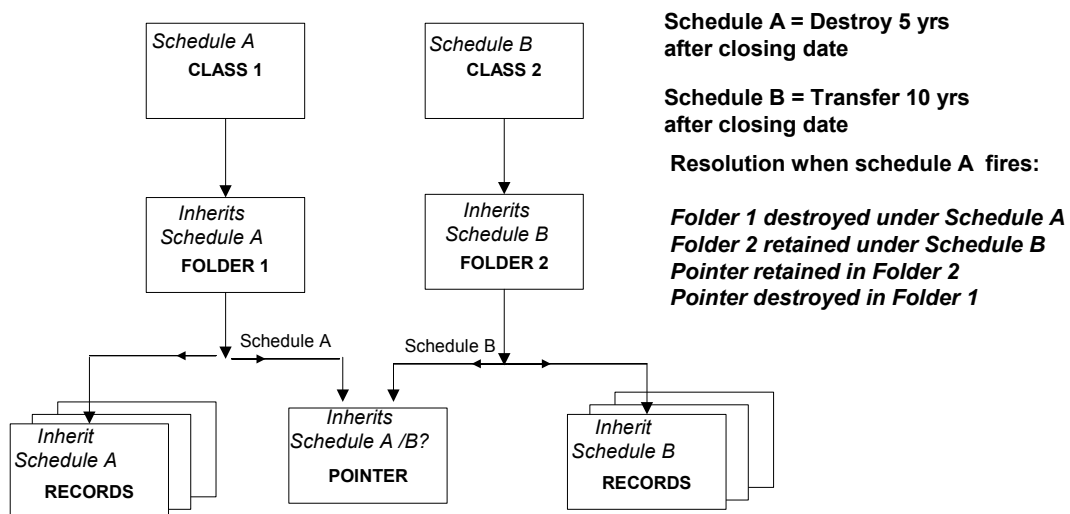 Schedule A
CLASS 1
Schedule B
CLASS 2
Schedule A = Destroy 5 yrs
after closing date
Schedule B = Transfer 10 yrs
after closing date
Resolution when schedule A fires:
Folder 1 destroyed under Schedule A
Folder 2 retained under Schedule B
Pointer retained in Folder 2
Pointer destroyed in Folder 1
Inherits
Schedule A
FOLDER 1
Inherits
Schedule B
FOLDER 2
Schedule A
Schedule B
Inherit
Schedule A
RECORDS
Inherits
Schedule A /B?
POINTER
Inherit
Schedule B
RECORDS